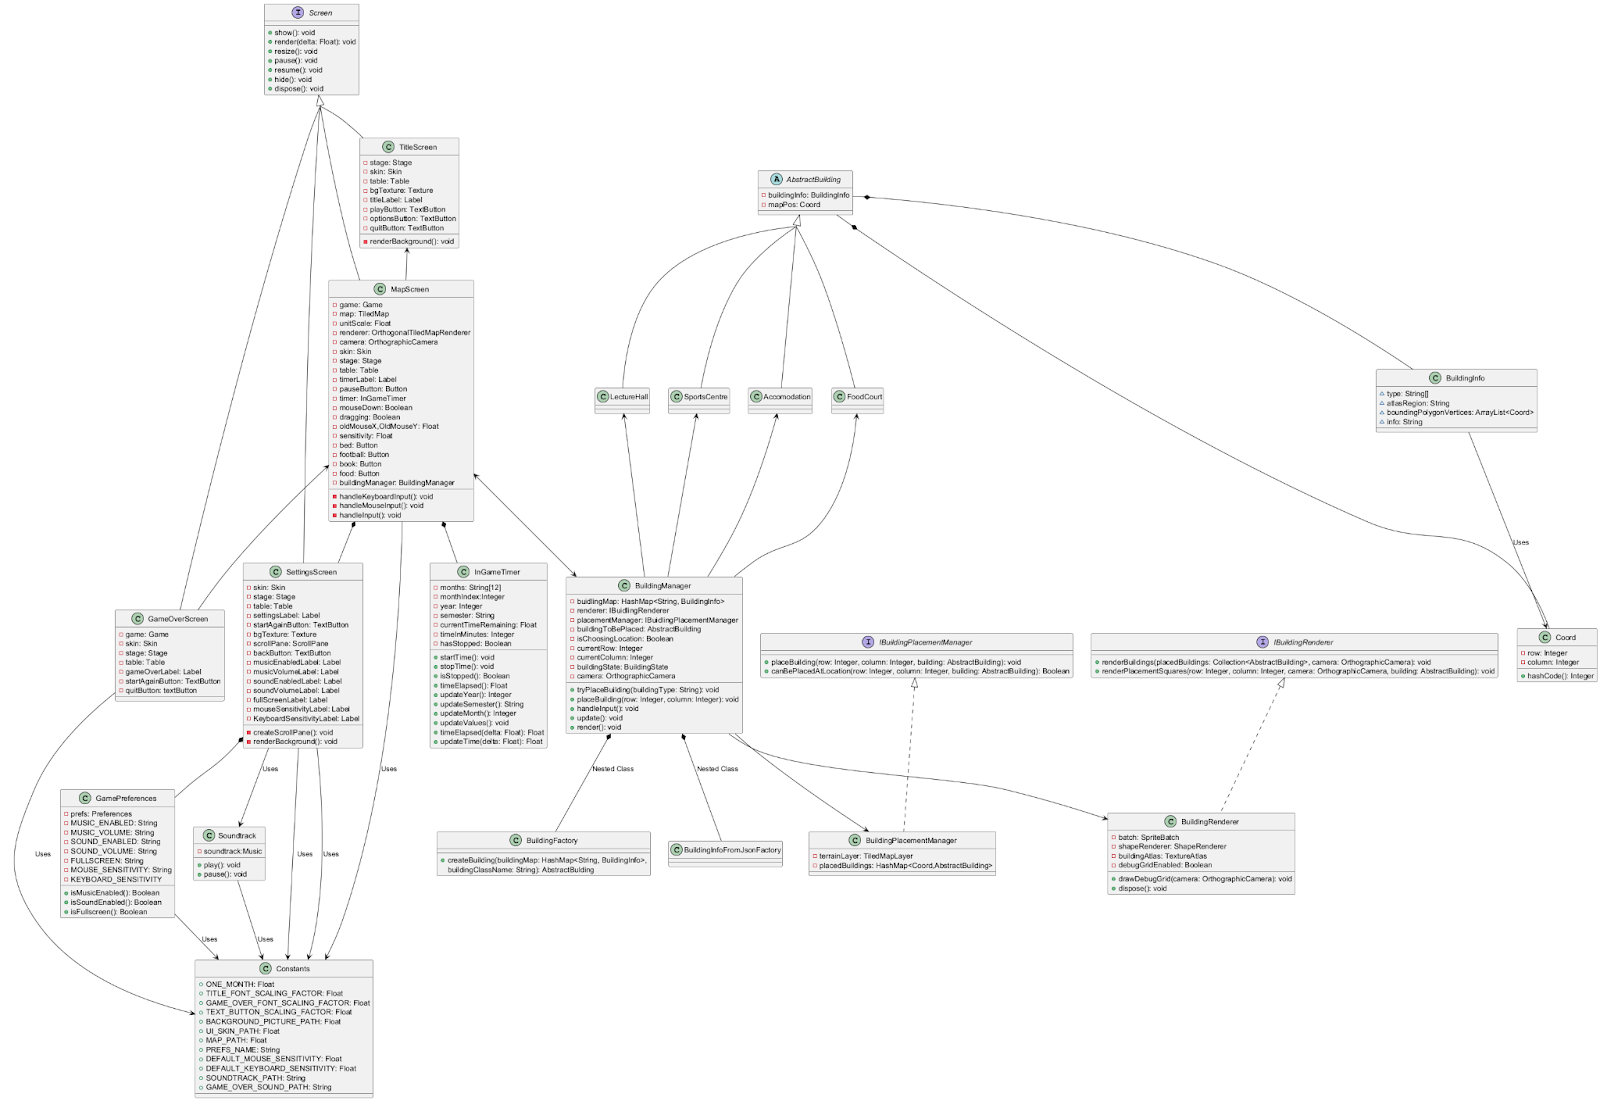 Screen
show(): void
render(delta: Float): void
resize(): void
pause(): void
resume(): void
hide(): void
dispose(): void
TitleScreen
stage: Stage
skin: Skin
table: Table
bgTexture: Texture
titleLabel: Label
playButton: TextButton
optionsButton: TextButton
quitButton: TextButton
renderBackground(): void
AbstractBuilding
buildingInfo: BuildingInfo
mapPos: Coord
MapScreen
game: Game
map: TiledMap
unitScale: Float
renderer: OrthogonalTiledMapRenderer
camera: OrthographicCamera
skin: Skin
stage: Stage
table: Table
timerLabel: Label
pauseButton: Button
timer: InGameTimer
mouseDown: Boolean
dragging: Boolean
oldMouseX,OldMouseY: Float
sensitivity: Float
bed: Button
football: Button
book: Button
food: Button
buildingManager: BuildingManager
handleKeyboardInput(): void
handleMouseInput(): void
handleInput(): void
LectureHall
SportsCentre
Accomodation
FoodCourt
BuildingInfo
type: String[]
atlasRegion: String
boundingPolygonVertices: ArrayList<Coord>
info: String
Uses
GameOverScreen
game: Game
skin: Skin
stage: Stage
table: Table
gameOverLabel: Label
startAgainButton: TextButton
quitButton: textButton
SettingsScreen
skin: Skin
stage: Stage
table: Table
settingsLabel: Label
startAgainButton: TextButton
bgTexture: Texture
scrollPane: ScrollPane
backButton: TextButton
musicEnabledLabel: Label
musicVolumeLabel: Label
soundEnabledLabel: Label
soundVolumeLabel: Label
fullScreenLabel: Label
mouseSensitivityLabel: Label
KeyboardSensitivityLabel: Label
createScrollPane(): void
renderBackground(): void
InGameTimer
months: String[12]
monthIndex:Integer
year: Integer
semester: String
currentTimeRemaining: Float
timeInMinutes: Integer
hasStopped: Boolean
startTime(): void
stopTime(): void
isStopped(): Boolean
timeElapsed(): Float
updateYear(): Integer
updateSemester(): String
updateMonth(): Integer
updateValues(): void
timeElapsed(delta: Float): Float
updateTime(delta: Float): Float
BuildingManager
buidlingMap: HashMap<String, BuildingInfo>
renderer: IBuidlingRenderer
placementManager: IBuildingPlacementManager
buildingToBePlaced: AbstractBuilding
isChoosingLocation: Boolean
currentRow: Integer
currentColumn: Integer
buildingState: BuildingState
camera: OrthographicCamera
tryPlaceBuilding(buildingType: String): void
placeBuilding(row: Integer, column: Integer): void
handleInput(): void
update(): void
render(): void
IBuildingPlacementManager
placeBuilding(row: Integer, column: Integer, building: AbstractBuilding): void
canBePlacedAtLocation(row: Integer, column: Integer, building: AbstractBuilding): Boolean
IBuildingRenderer
renderBuildings(placedBuildings: Collection<AbstractBuilding>, camera: OrthographicCamera): void
renderPlacementSquares(row: Integer, column: Integer, camera: OrthographicCamera, building: AbstractBuilding): void
Coord
row: Integer
column: Integer
hashCode(): Integer
Uses
Uses
Nested Class
Nested Class
GamePreferences
prefs: Preferences
MUSIC_ENABLED: String
MUSIC_VOLUME: String
SOUND_ENABLED: String
SOUND_VOLUME: String
FULLSCREEN: String
MOUSE_SENSITIVITY: String
KEYBOARD_SENSITIVITY
isMusicEnabled(): Boolean
isSoundEnabled(): Boolean
isFullscreen(): Boolean
Soundtrack
soundtrack:Music
play(): void
pause(): void
BuildingFactory
createBuilding(buildingMap: HashMap<String, BuildingInfo>,
buildingClassName: String): AbstractBulding
BuildingInfoFromJsonFactory
BuildingPlacementManager
terrainLayer: TiledMapLayer
placedBuildings: HashMap<Coord,AbstractBuilding>
BuildingRenderer
batch: SpriteBatch
shapeRenderer: ShapeRenderer
buildingAtlas: TextureAtlas
debugGridEnabled: Boolean
drawDebugGrid(camera: OrthographicCamera): void
dispose(): void
Uses
Uses
Uses
Uses
Uses
Constants
ONE_MONTH: Float
TITLE_FONT_SCALING_FACTOR: Float
GAME_OVER_FONT_SCALING_FACTOR: Float
TEXT_BUTTON_SCALING_FACTOR: Float
BACKGROUND_PICTURE_PATH: Float
UI_SKIN_PATH: Float
MAP_PATH: Float
PREFS_NAME: String
DEFAULT_MOUSE_SENSITIVITY: Float
DEFAULT_KEYBOARD_SENSITIVITY: Float
SOUNDTRACK_PATH: String
GAME_OVER_SOUND_PATH: String